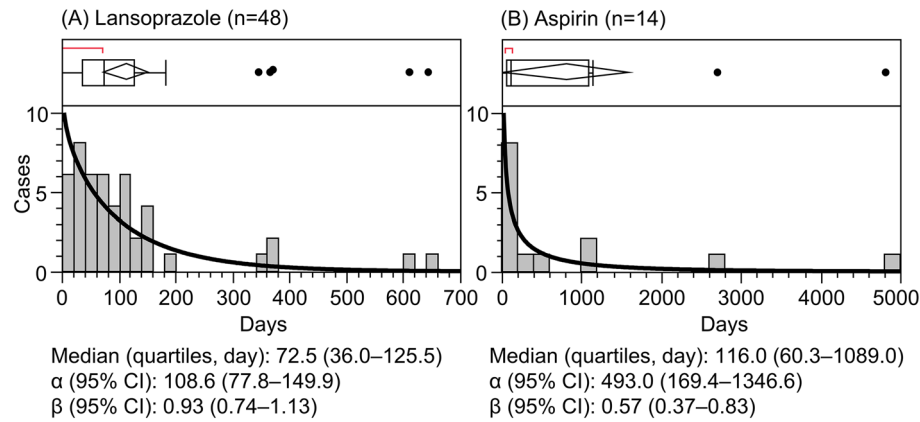 (A) Lansoprazole (n=48)
10
5
0
Cases
0 100 200 300 400 500 600 700
Days
Median (quartiles, day): 72.5 (36.0–125.5)
α (95% CI): 108.6 (77.8–149.9)
β (95% CI): 0.93 (0.74–1.13)
(B) Aspirin (n=14)
10
5
0
0 1000 2000 3000 4000 5000
Days
Median (quartiles, day): 116.0 (60.3–1089.0)
α (95% CI): 493.0 (169.4–1346.6)
β (95% CI): 0.57 (0.37–0.83)